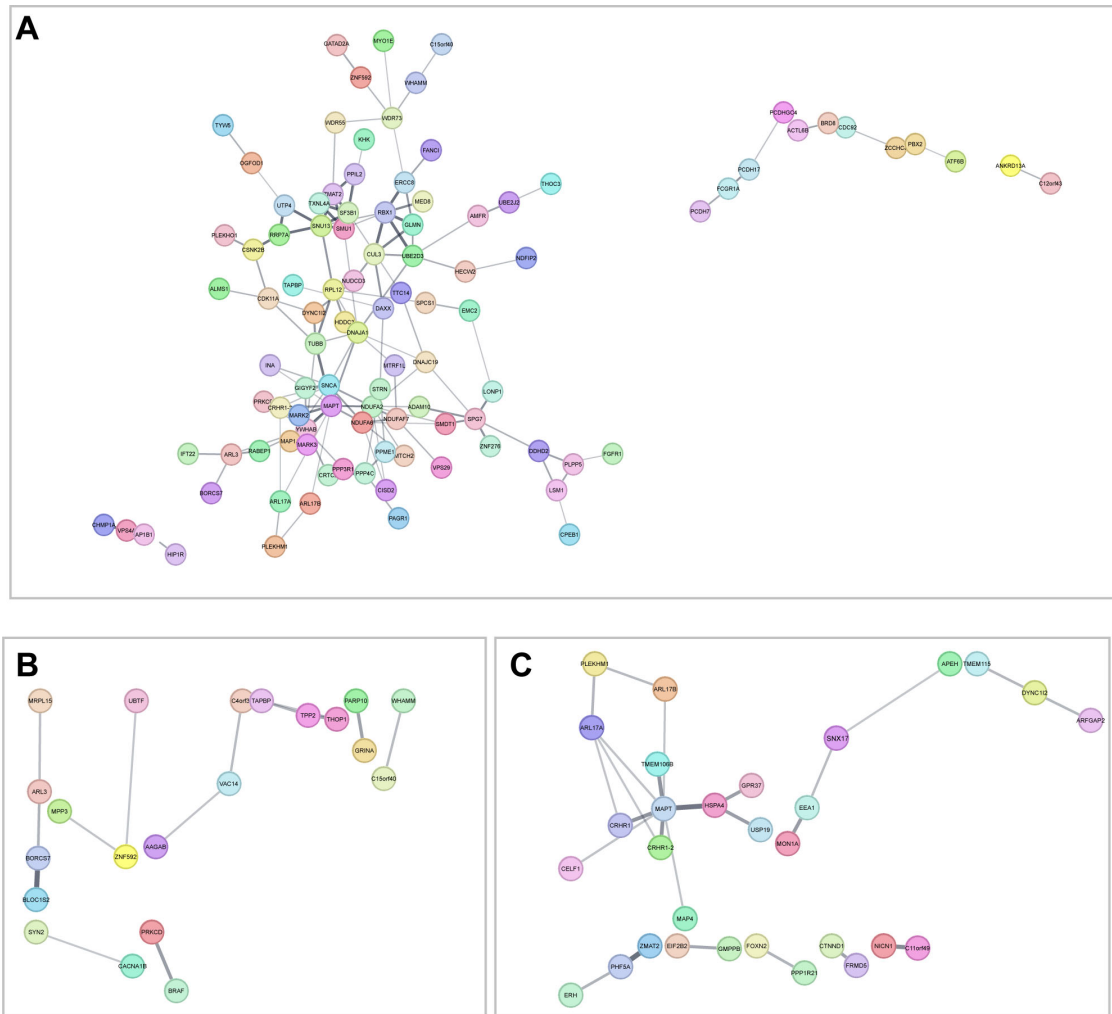 A
GATAD2A
MYO1E
C15orf40
ZNF592
WHAMM
WDR55
WDR73
TYW5
KHK
FANCI
OGFOD1
PPIL2
ERCC8
THOC3
ZMAT2
TXNL4A
SF3B1
MED8
UBE2J2
UTP4
RBX1
AMFR
SNU13
SMU1
GLMN
PLEKHO1
RRP7A
CSNK2B
CUL3
UBE2D3
HECW2
NDFIP2
ALMS1
TAPBP
NUDCD3
CDK11A
RPL12
TTC14
SPCS1
DYNC1I2
DAXX
EMC2
DNAJA1
TUBB
INA
MTRF1L
DNAJC19
SNCA
STRN
LONP1
GIGYF2
CRHR1-2
MAPT
NDUFA2
ADAM10
MARK2
NDUFA6
NDUFAF7
SMDT1
SPG7
YWHAB
ZNF276
MARK3
PPME1
MTCH2
DDHD2
FGFR1
IFT22
ARL3
RABEP1
PPP3R1
PPP4C
VPS29
PLPP5
BORCS7
CISD2
LSM1
ARL17A
ARL17B
PAGR1
CPEB1
PLEKHM1
CHMP1A
VPS4A
AP1B1
HIP1R
PCDHGC4
ACTL6B
BRD8
CDC92
ZCCHC
PBX2
ATF6B
PCDH17
FCGR1A
PCDH7
ANKRD13A
C12orf43
B
MRPL15
UBTF
C4orf3
TAPBP
TPP2
THOP1
PARP10
WHAMM
GRINA
C15orf40
ARL3
MPP3
VAC14
AAGAB
BORCS7
ZNF592
BLOC1S2
SYN2
PRKCD
CACNA1B
BRAF
C
PLEKHM1
ARL17B
APEH
TMEM115
DYNC1I2
ARFGAP2
ARL17A
SNX17
TMEM106B
GPR37
MAPT
HSPA4
EEA1
CRHR1
USP19
MON1A
CRHR1-2
CELF1
MAP4
ZMAT2
EIF2B2
GMPPB
FOXN2
CTNND1
NICN1
C11orf49
PHF5A
FRMD5
PPP1R21
ERH